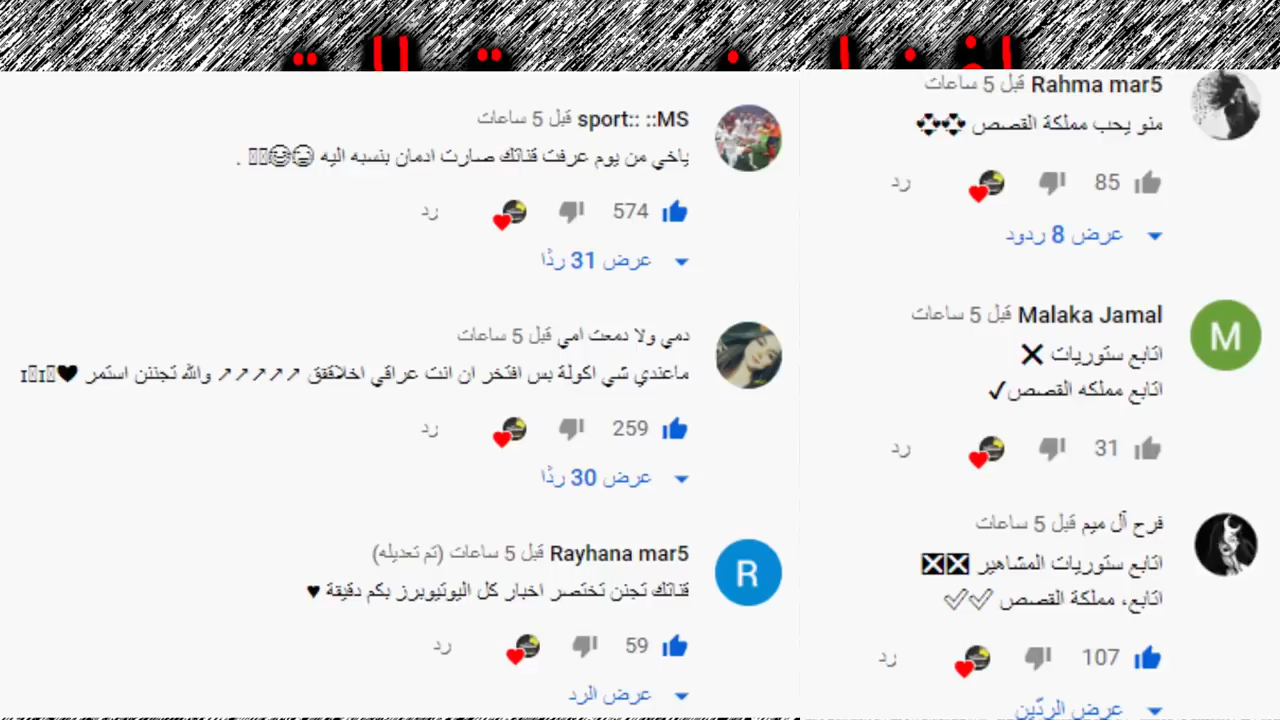 Rahma mar5 قبل 5 ساعات
منو يحب مملكة القصص
85
رد
عرض 8 ردود
Malaka Jamal قبل 5 ساعات
اتابع ستوريات ❌
اتابع مملكه القصص✔
31
رد
فرح آل ميم قبل 5 ساعات
اتابع ستوريات المشاهير ❎❎
اتابع، مملكة القصص ✅✅
107
رد
عرض الردّين
sport:: ::MS قبل 5 ساعات
ياخي من يوم عرفت قناتك صارت ادمان بنسبه اليه .
574
رد
عرض 31 ردًا
دمي ولا دمعت امي قبل 5 ساعات
ماعندي شي اكولة بس افتخر ان انت عراقي اخلاققق ↗↗↗↗↗ والله تجننن استمر ♥
259
رد
عرض 30 ردًا
Rayhana mar5 قبل 5 ساعات (تم تعديله)
قناتك تجنن تختصر اخبار كل اليوتيوبرز بكم دقيقة ♥
59
رد
عرض الرد